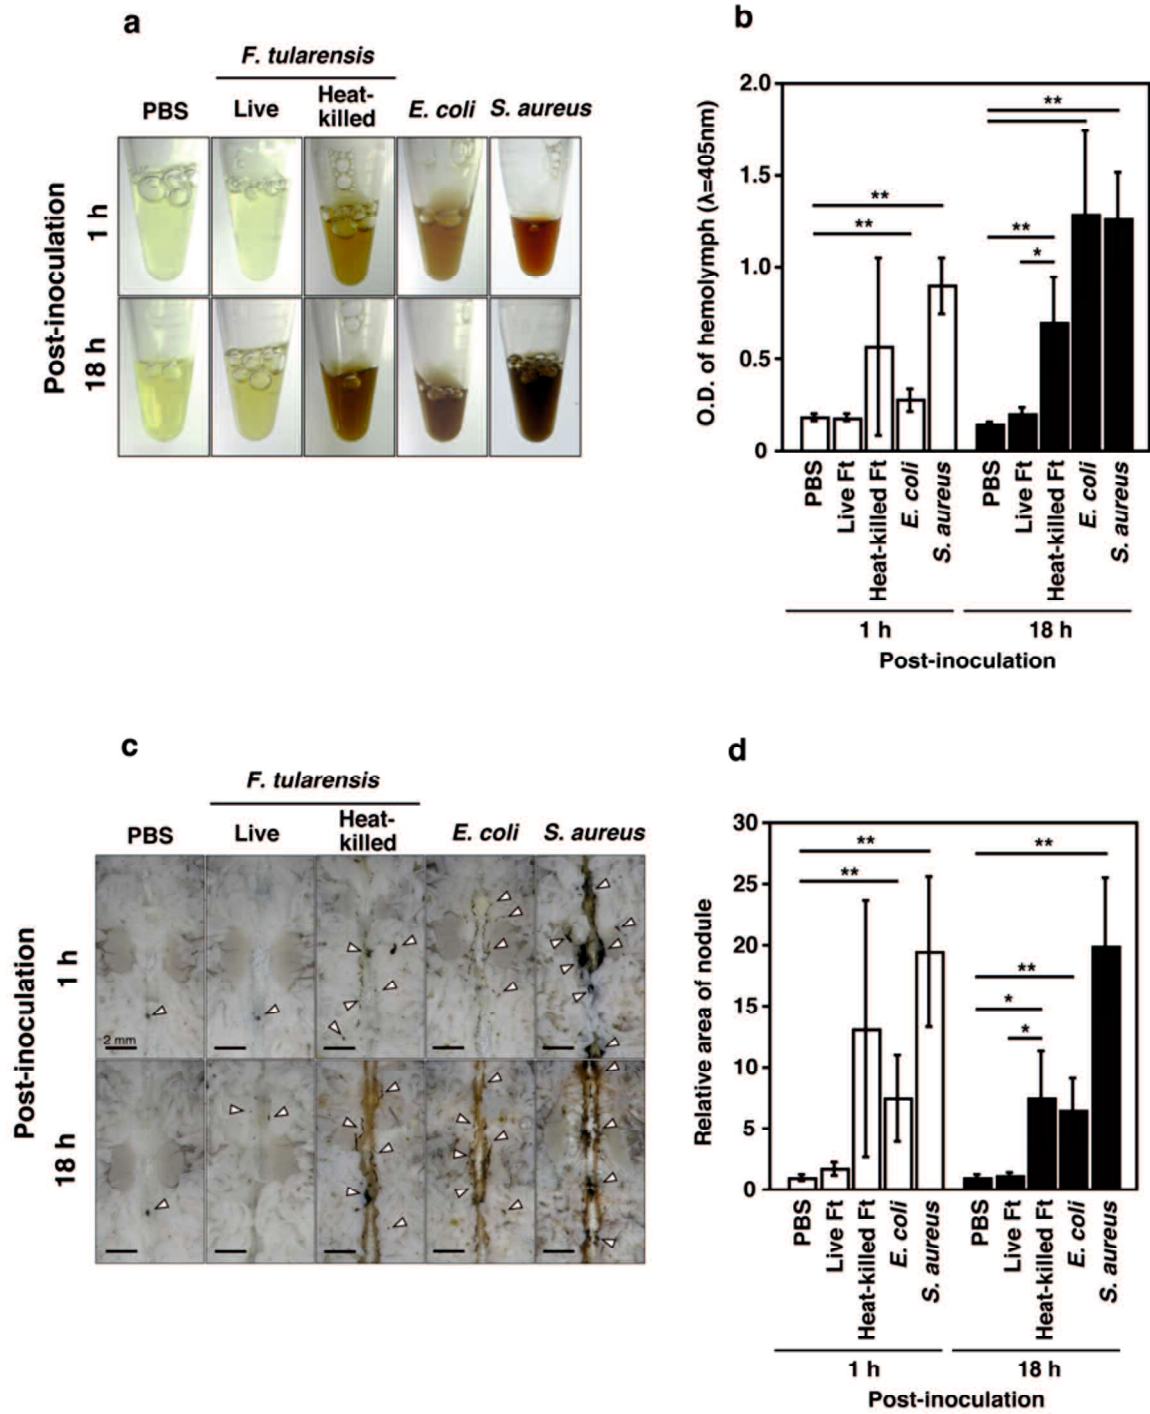 a
F. tularensis
PBS
Live
Heat-
killed
E. coli
S. aureus
Post-inoculation
1 h
18 h
b
O.D. of hemolymph (λ=405nm)
2.0
1.5
1.0
0.5
0
**
**
**
**
*
PBS
Live Ft
Heat-killed Ft
E. coli
S. aureus
PBS
Live Ft
Heat-killed Ft
E. coli
S. aureus
1 h
18 h
Post-inoculation
c
F. tularensis
PBS
Live
Heat-
killed
E. coli
S. aureus
Post-inoculation
1 h
18 h
2 mm
d
Relative area of nodule
30
25
20
15
10
5
0
**
**
**
**
*
*
PBS
Live Ft
Heat-killed Ft
E. coli
S. aureus
PBS
Live Ft
Heat-killed Ft
E. coli
S. aureus
1 h
18 h
Post-inoculation